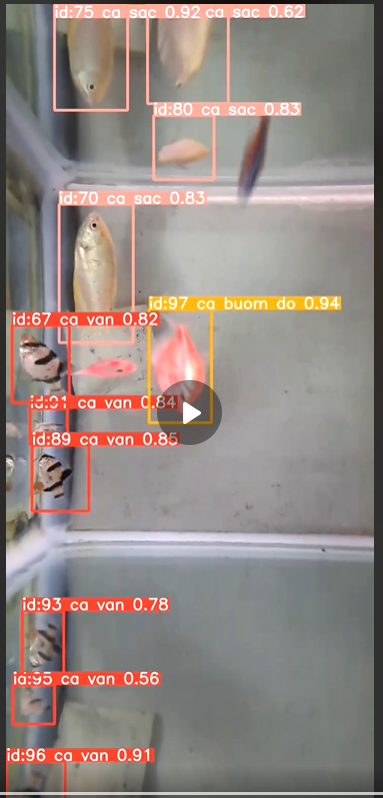 id:75 ca sac 0.92 ca sac 0.62
id:80 ca sac 0.83
id:70 ca sac 0.83
id:97 ca buom do 0.94
id:67 ca van 0.82
id:91 ca van 0.84
id:89 ca van 0.85
id:93 ca van 0.78
id:95 ca van 0.56
id:96 ca van 0.91